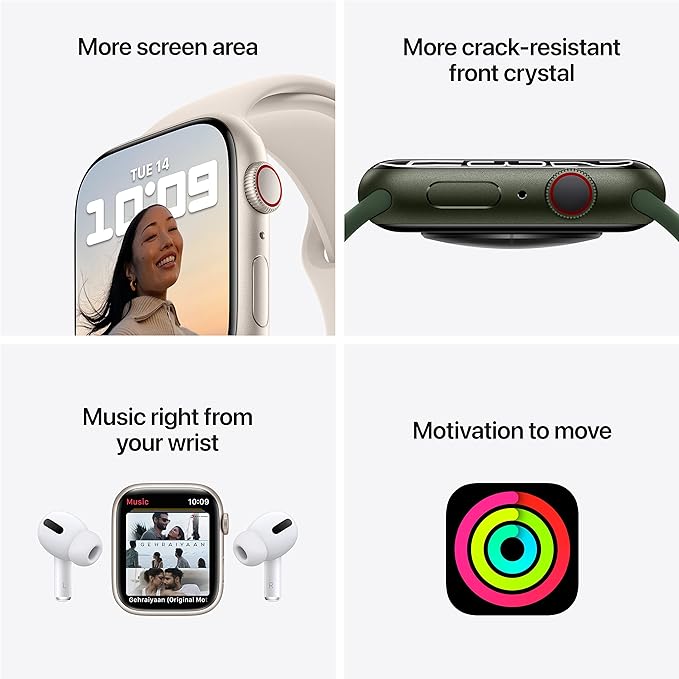 More screen area
TUE 14
10:09
More crack-resistant
front crystal
Music right from
your wrist
Music 10:09
GEHRAIYAAN
Gehraiyaan (Original Mot
L
R
Motivation to move